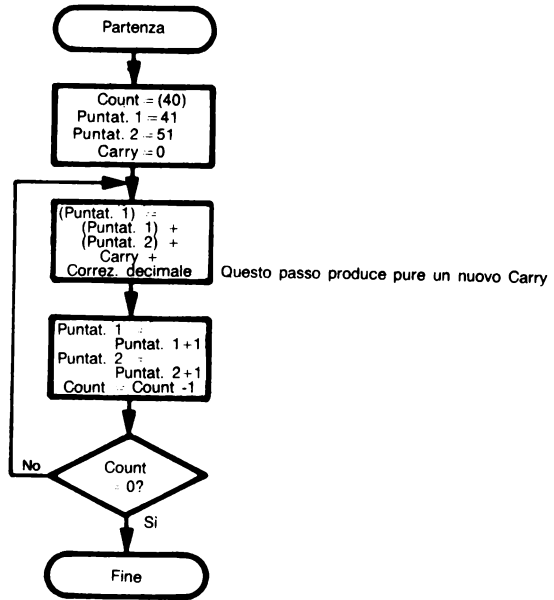 Partenza
Count = (40)
Puntat. 1 = 41
Puntat. 2 = 51
Carry = 0
(Puntat. 1) =
(Puntat. 1) +
(Puntat. 2) +
Carry +
Correz. decimale
Questo passo produce pure un nuovo Carry
Puntat. 1 =
Puntat. 1+1
Puntat. 2 =
Puntat. 2+1
Count = Count -1
Count
= 0?
No
Si
Fine